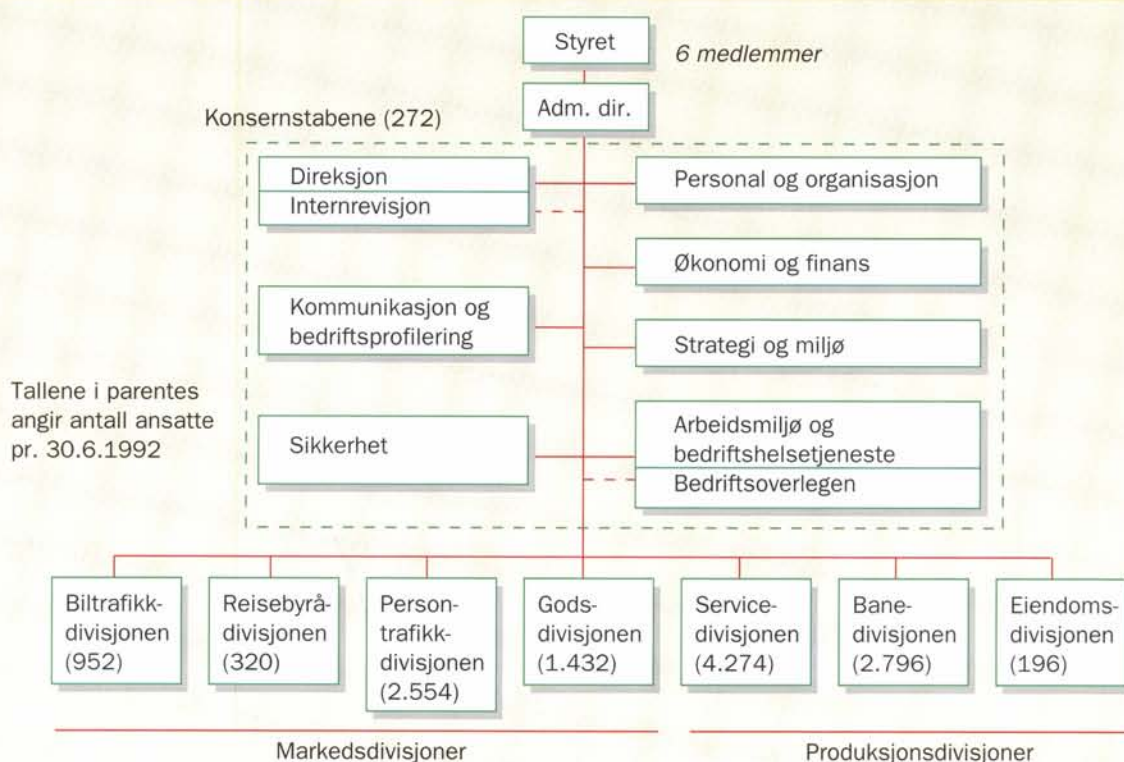 Styret
6 medlemmer
Adm. dir.
Konsernstabene (272)
Direksjon
Internrevisjon
Personal og organisasjon
Økonomi og finans
Kommunikasjon og
bedriftsprofilering
Strategi og miljø
Tallene i parentes
angir antall ansatte
pr. 30.6.1992
Sikkerhet
Arbeidsmiljø og
bedriftshelsetjeneste
Bedriftsoverlegen
Biltrafikk-
divisjonen
(952)
Reisebyrå-
divisjonen
(320)
Person-
trafikk-
divisjonen
(2.554)
Gods-
divisjonen
(1.432)
Service-
divisjonen
(4.274)
Bane-
divisjonen
(2.796)
Eiendoms-
divisjonen
(196)
Markedsdivisjoner
Produksjonsdivisjoner